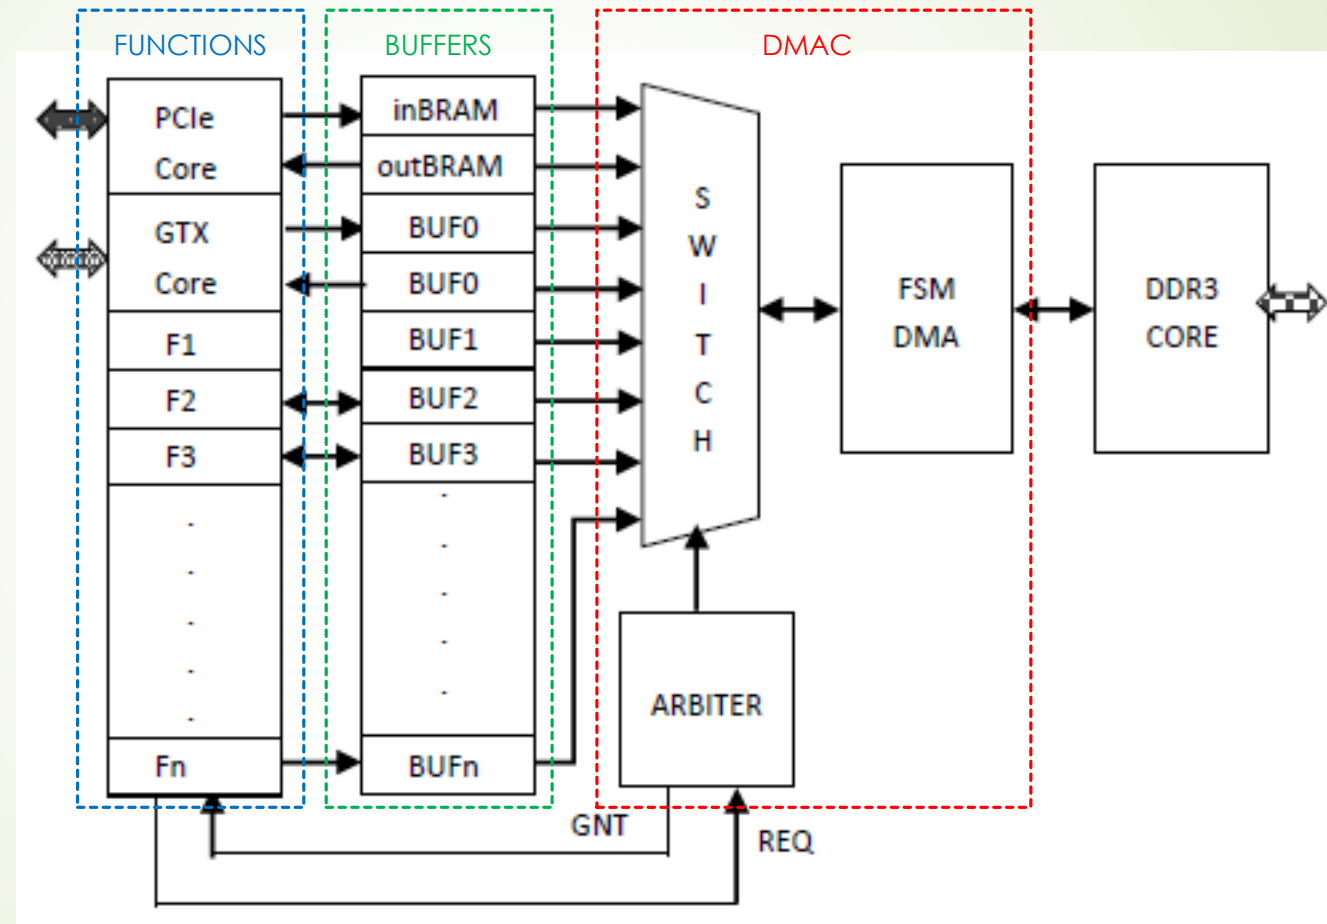 FUNCTIONS
BUFFERS
DMAC
PCIe
Core
GTX
Core
F1
F2
F3
.
.
.
.
.
Fn
inBRAM
outBRAM
BUF0
BUF0
BUF1
BUF2
BUF3
.
.
.
.
.
BUFn
S
W
I
T
C
H
FSM
DMA
DDR3
CORE
ARBITER
GNT
REQ